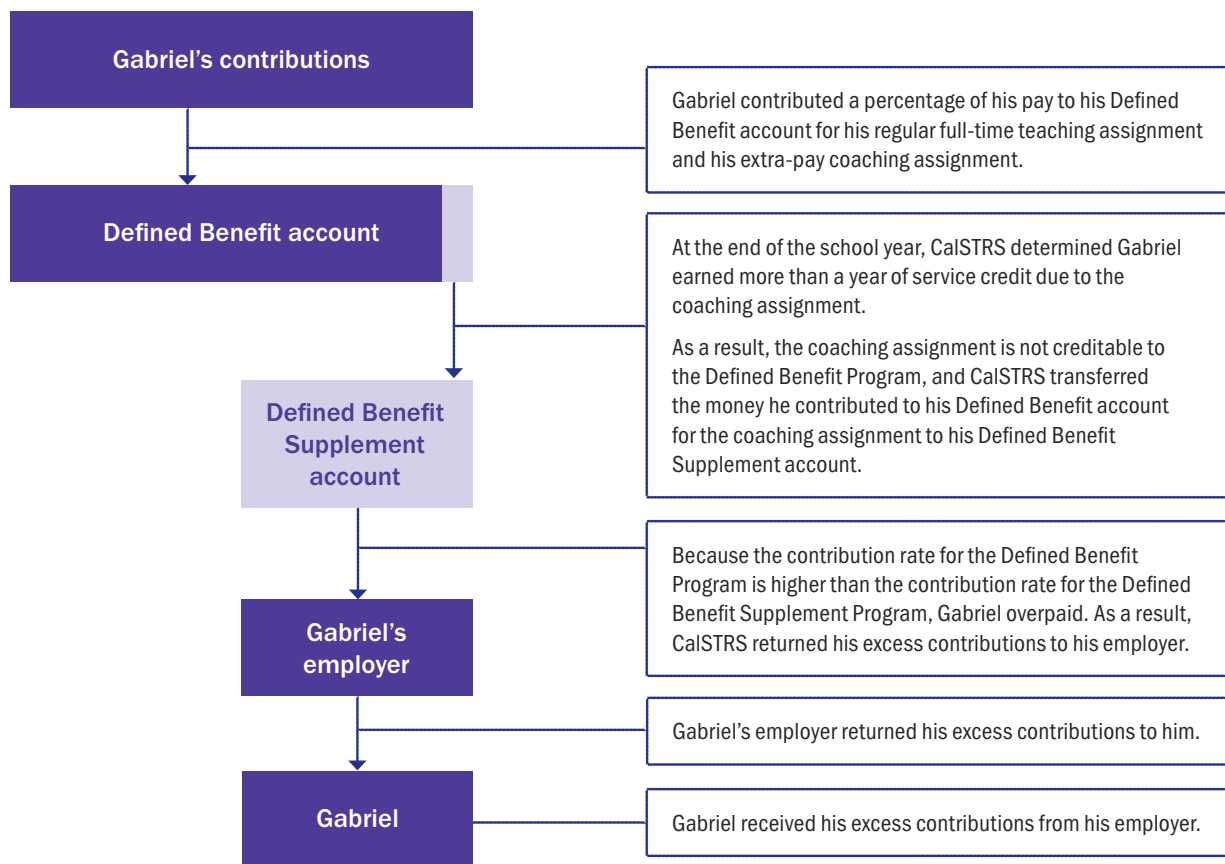 Gabriel’s contributions
Gabriel contributed a percentage of his pay to his Defined
Benefit account for his regular full-time teaching assignment
and his extra-pay coaching assignment.
Defined Benefit account
At the end of the school year, CalSTRS determined Gabriel
earned more than a year of service credit due to the
coaching assignment.
As a result, the coaching assignment is not creditable to
the Defined Benefit Program, and CalSTRS transferred
the money he contributed to his Defined Benefit account
for the coaching assignment to his Defined Benefit
Supplement account.
Defined Benefit
Supplement
account
Because the contribution rate for the Defined Benefit
Program is higher than the contribution rate for the Defined
Benefit Supplement Program, Gabriel overpaid. As a result,
CalSTRS returned his excess contributions to his employer.
Gabriel’s
employer
Gabriel’s employer returned his excess contributions to him.
Gabriel
Gabriel received his excess contributions from his employer.